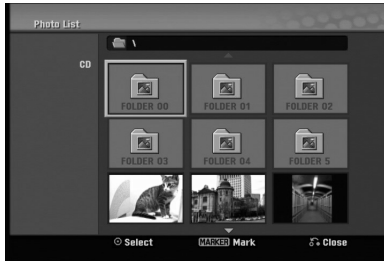 Photo List
\
CD
FOLDER 00 FOLDER 01 FOLDER 02
FOLDER 03 FOLDER 04 FOLDER 5
Select MARKER Mark Close